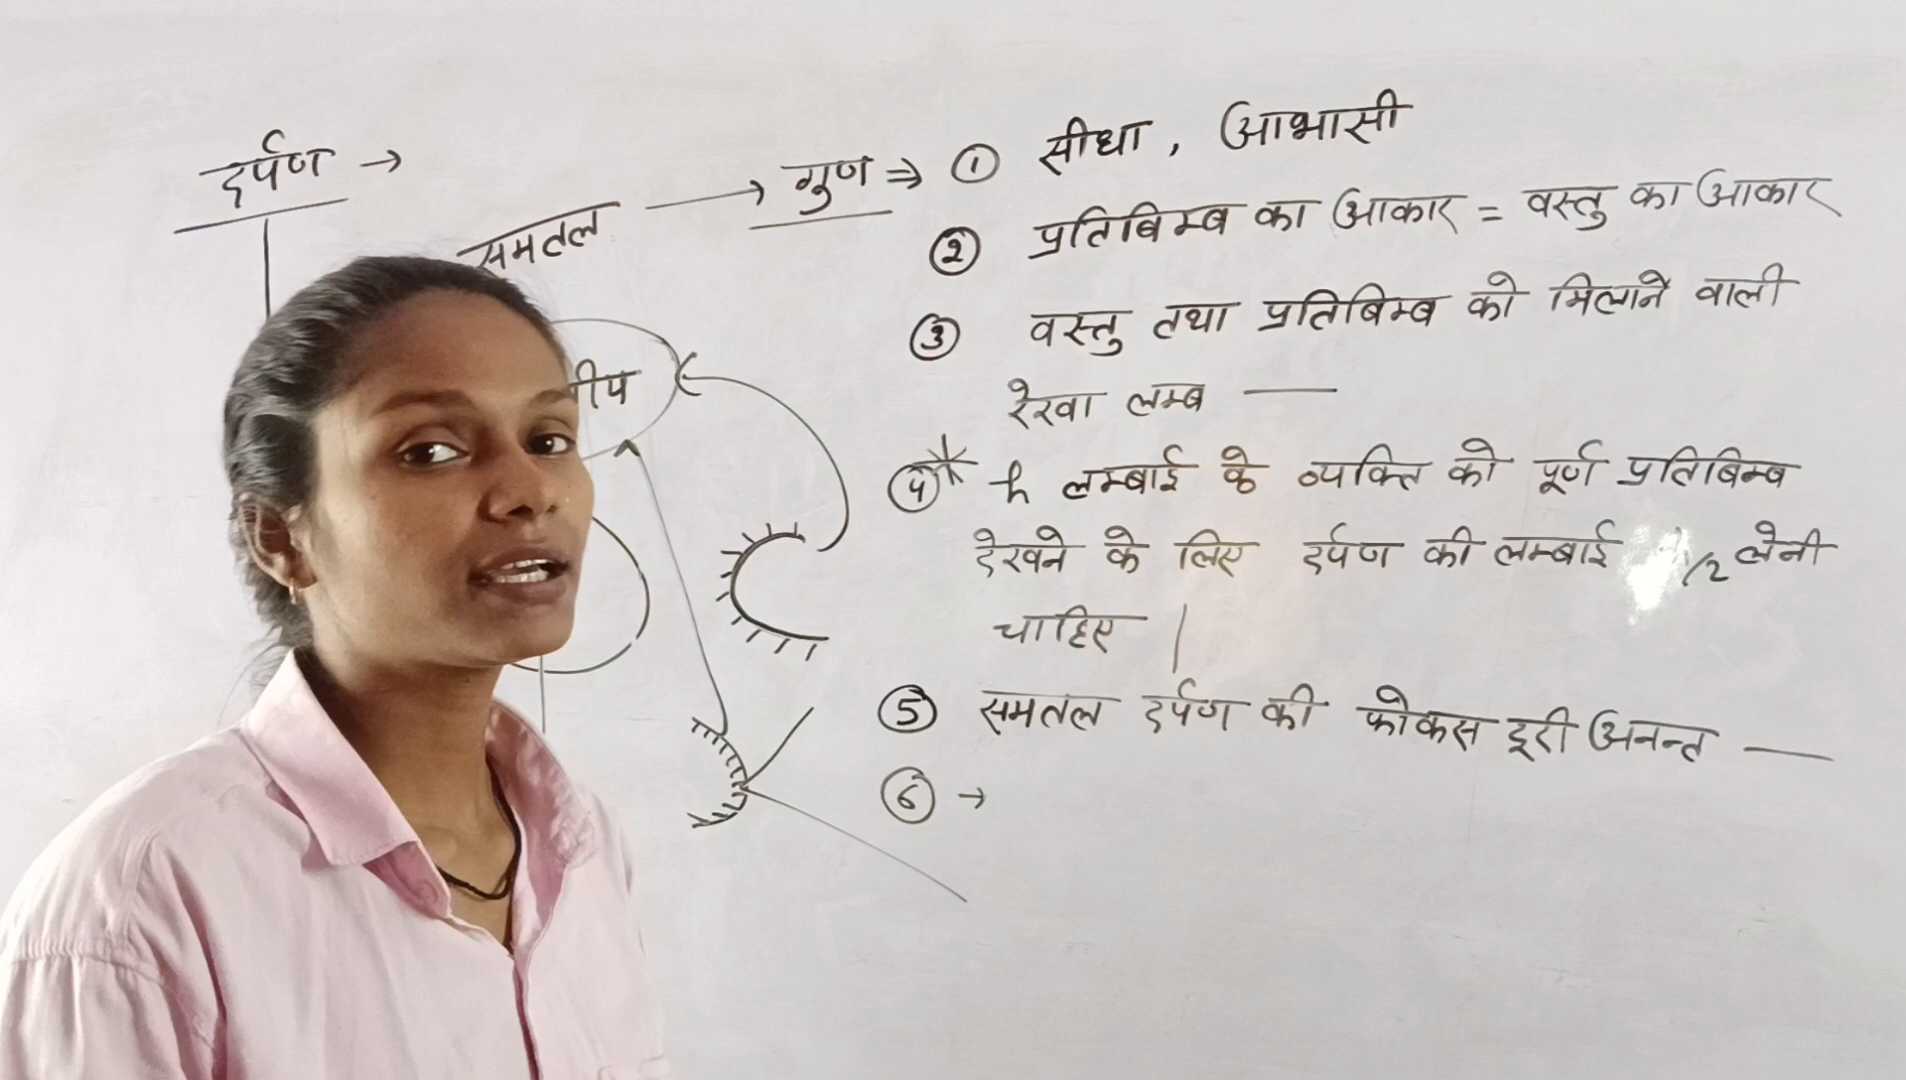 दर्पण →
समतल → गुण ⇒ ① सीधा, आभासी
② प्रतिबिम्ब का आकार = वस्तु का आकार
③ वस्तु तथा प्रतिबिम्ब को मिलाने वाली
रेखा लम्ब —
④* h लम्बाई के व्यक्ति को पूर्ण प्रतिबिम्ब
देखने के लिए दर्पण की लम्बाई /2 लेनी
चाहिए |
⑤ समतल दर्पण की फोकस दूरी अनन्त —
⑥ →